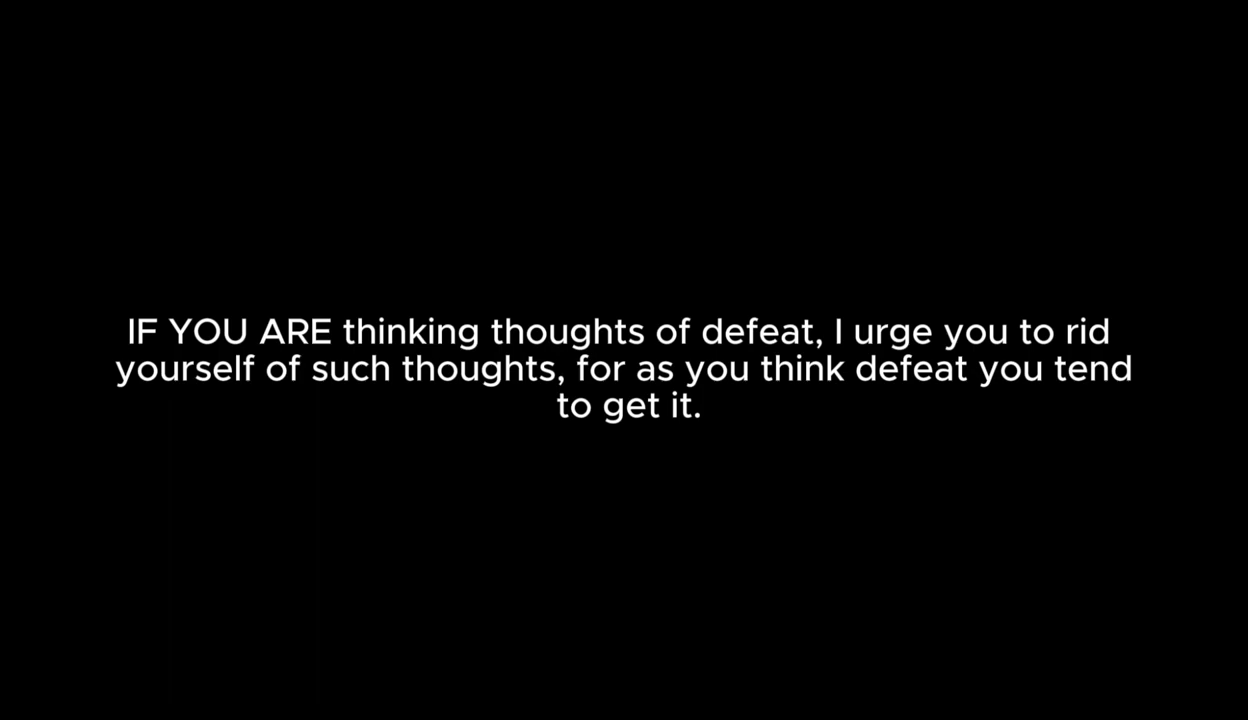 IF YOU ARE thinking thoughts of defeat, I urge you to rid
yourself of such thoughts, for as you think defeat you tend
to get it.